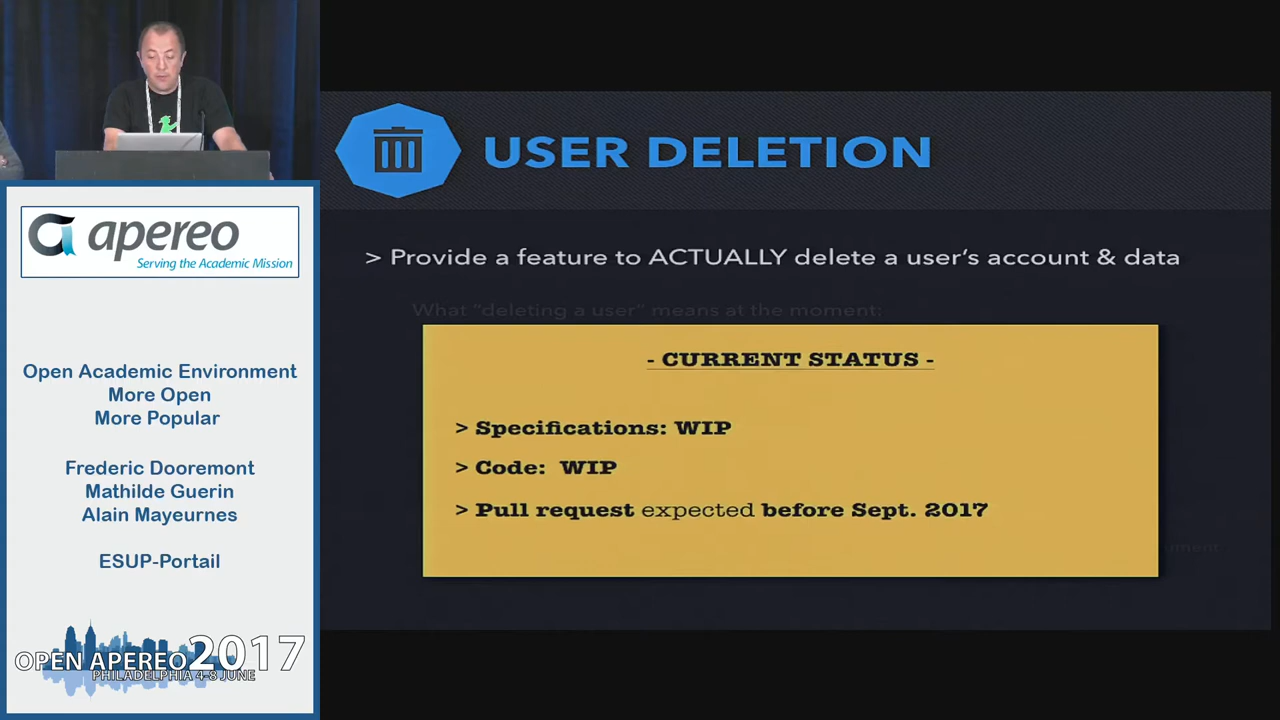 apereo
Serving the Academic Mission
Open Academic Environment
More Open
More Popular
Frederic Dooremont
Mathilde Guerin
Alain Mayeurnes
ESUP-Portail
OPEN APEREO 2017
PHILADELPHIA 4-8 JUNE
USER DELETION
> Provide a feature to ACTUALLY delete a user's account & data
What "deleting a user" means at the moment:
- CURRENT STATUS -
> Specifications: WIP
> Code: WIP
> Pull request expected before Sept. 2017